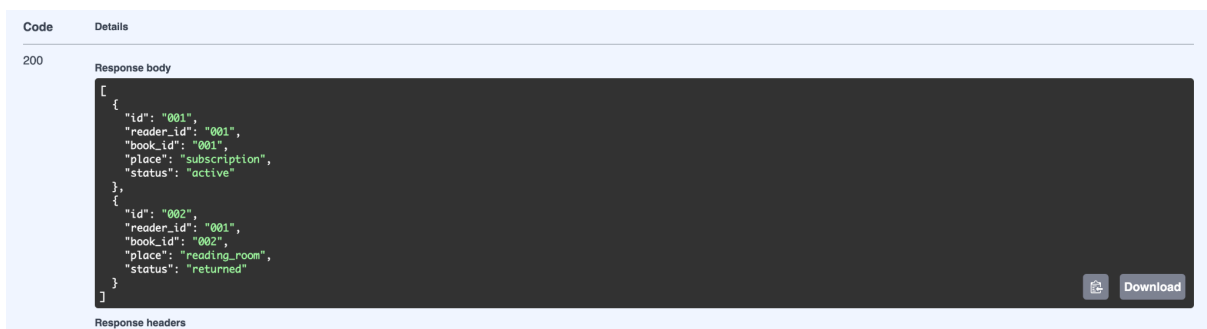 Code Details
200
Response body
[
  {
    "id": "001",
    "reader_id": "001",
    "book_id": "001",
    "place": "subscription",
    "status": "active"
  },
  {
    "id": "002",
    "reader_id": "001",
    "book_id": "002",
    "place": "reading_room",
    "status": "returned"
  }
]
Download
Response headers